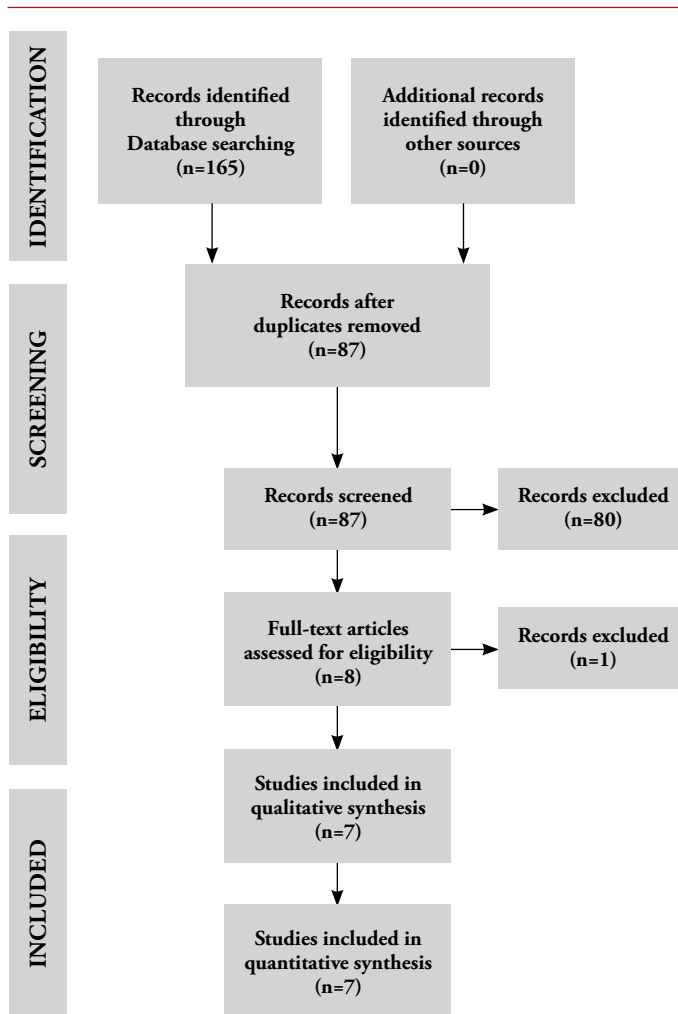 IDENTIFICATION
Records identified
through
Database searching
(n=165)
Additional records
identified through
other sources
(n=0)
SCREENING
Records after
duplicates removed
(n=87)
Records screened
(n=87)
Records excluded
(n=80)
ELIGIBILITY
Full-text articles
assessed for eligibility
(n=8)
Records excluded
(n=1)
Studies included in
qualitative synthesis
(n=7)
INCLUDED
Studies included in
quantitative synthesis
(n=7)